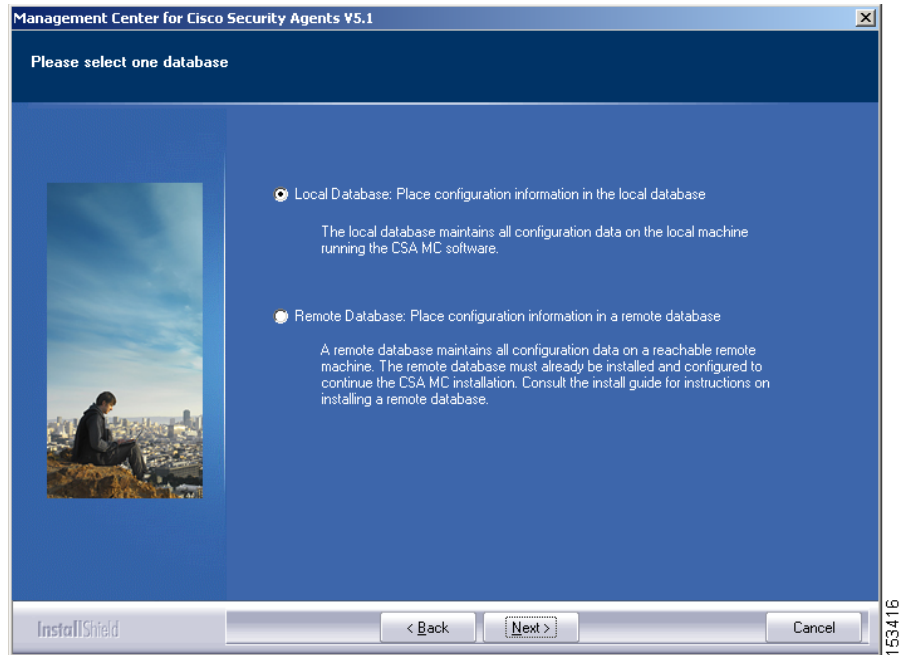 Management Center for Cisco Security Agents V5.1
Please select one database
Local Database: Place configuration information in the local database
The local database maintains all configuration data on the local machine
running the CSA MC software.
Remote Database: Place configuration information in a remote database
A remote database maintains all configuration data on a reachable remote
machine. The remote database must already be installed and configured to
continue the CSA MC installation. Consult the install guide for instructions on
installing a remote database.
InstallShield
< Back
Next >
Cancel
153416